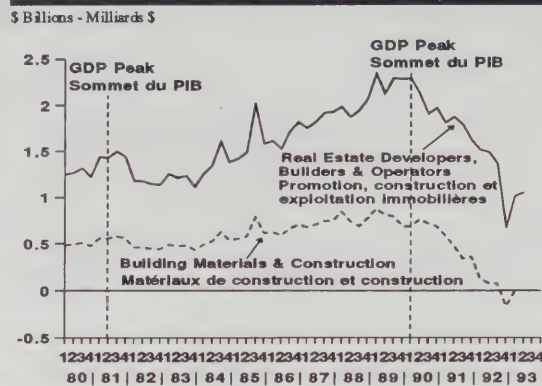 $ Billions - Milliards $
GDP Peak
Sommet du PIB
GDP Peak
Sommet du PIB
2.5
2
1.5
1
0.5
0
-0.5
Real Estate Developers,
Builders & Operators
Promotion, construction et
exploitation immobilières
Building Materials & Construction
Matériaux de construction et construction
12341234123412341234123412341234123412341234123412341234
80 | 81 | 82 | 83 | 84 | 85 | 86 | 87 | 88 | 89 | 90 | 91 | 92 | 93